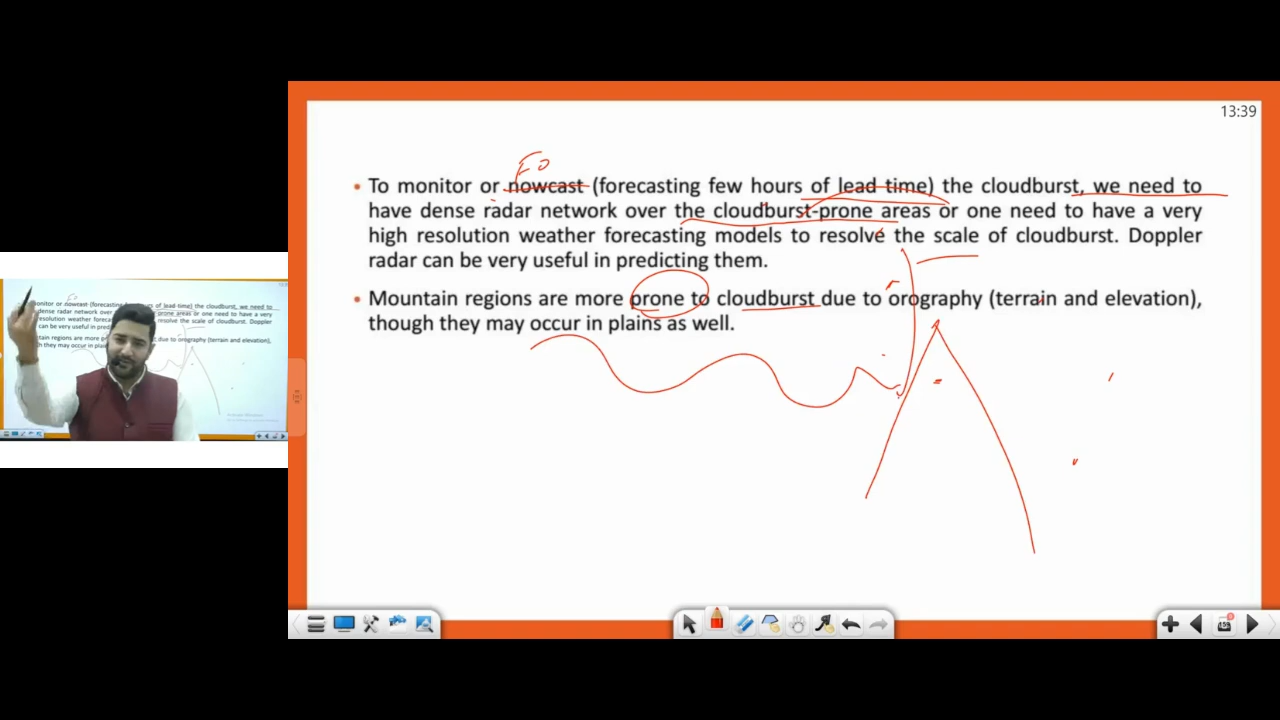 13:39
Fo
To monitor or nowcast (forecasting few hours of lead time) the cloudburst, we need to
have dense radar network over the cloudburst-prone areas or one need to have a very
high resolution weather forecasting models to resolve the scale of cloudburst. Doppler
radar can be very useful in predicting them.
Mountain regions are more prone to cloudburst due to orography (terrain and elevation),
though they may occur in plains as well.